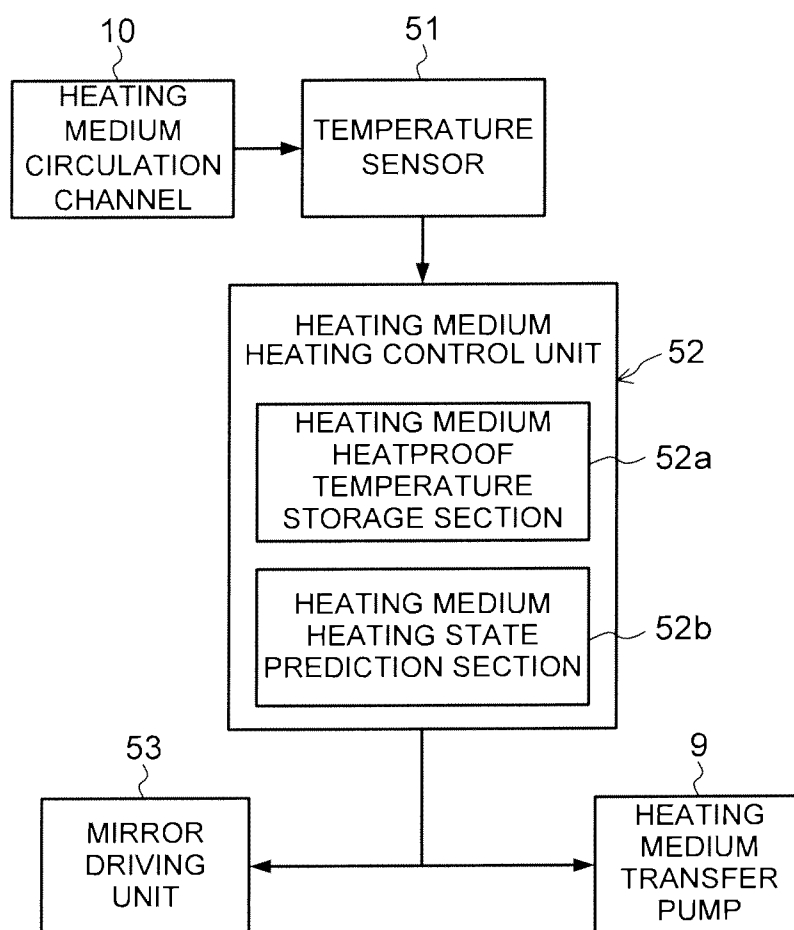 10
HEATING
MEDIUM
CIRCULATION
CHANNEL
51
TEMPERATURE
SENSOR
HEATING MEDIUM
HEATING CONTROL UNIT
52
HEATING MEDIUM
HEATPROOF
TEMPERATURE
STORAGE SECTION
52a
HEATING MEDIUM
HEATING STATE
PREDICTION SECTION
52b
53
MIRROR
DRIVING
UNIT
9
HEATING
MEDIUM
TRANSFER
PUMP